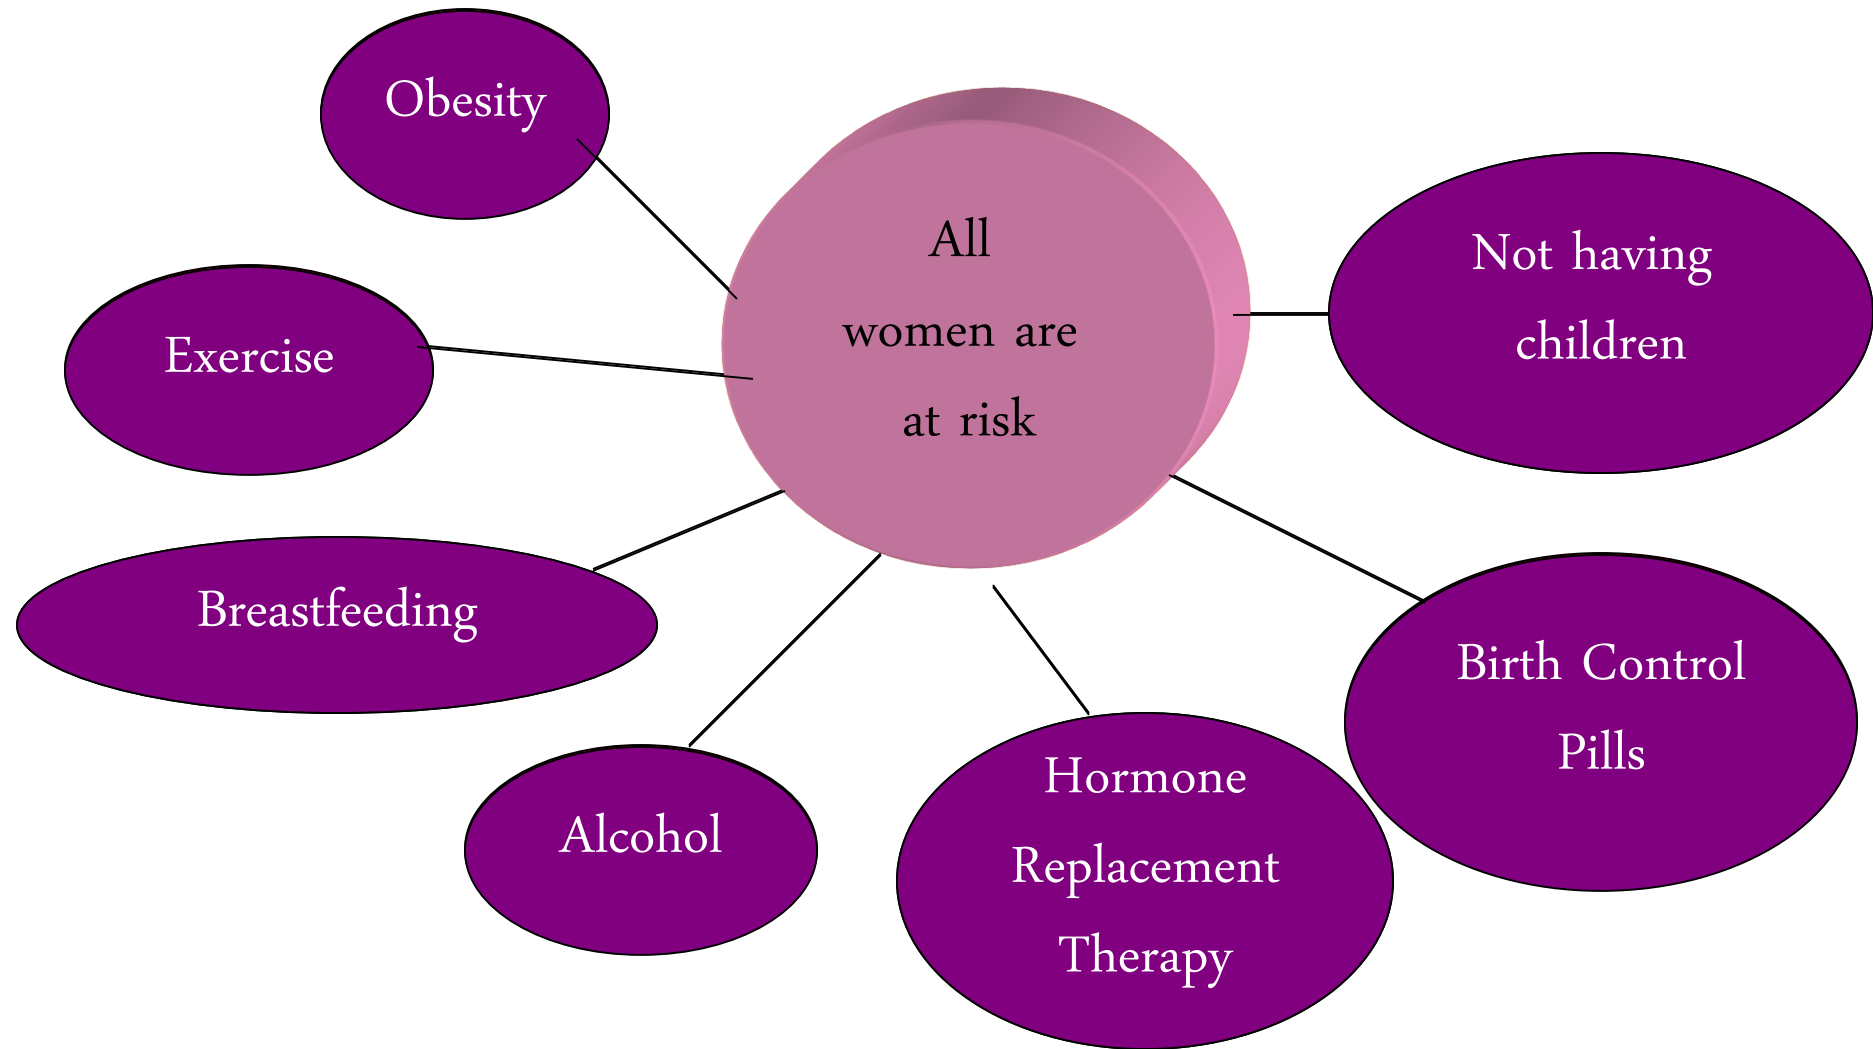 Obesity
All
women are
at risk
Not having
children
Exercise
Breastfeeding
Birth Control
Pills
Alcohol
Hormone
Replacement
Therapy